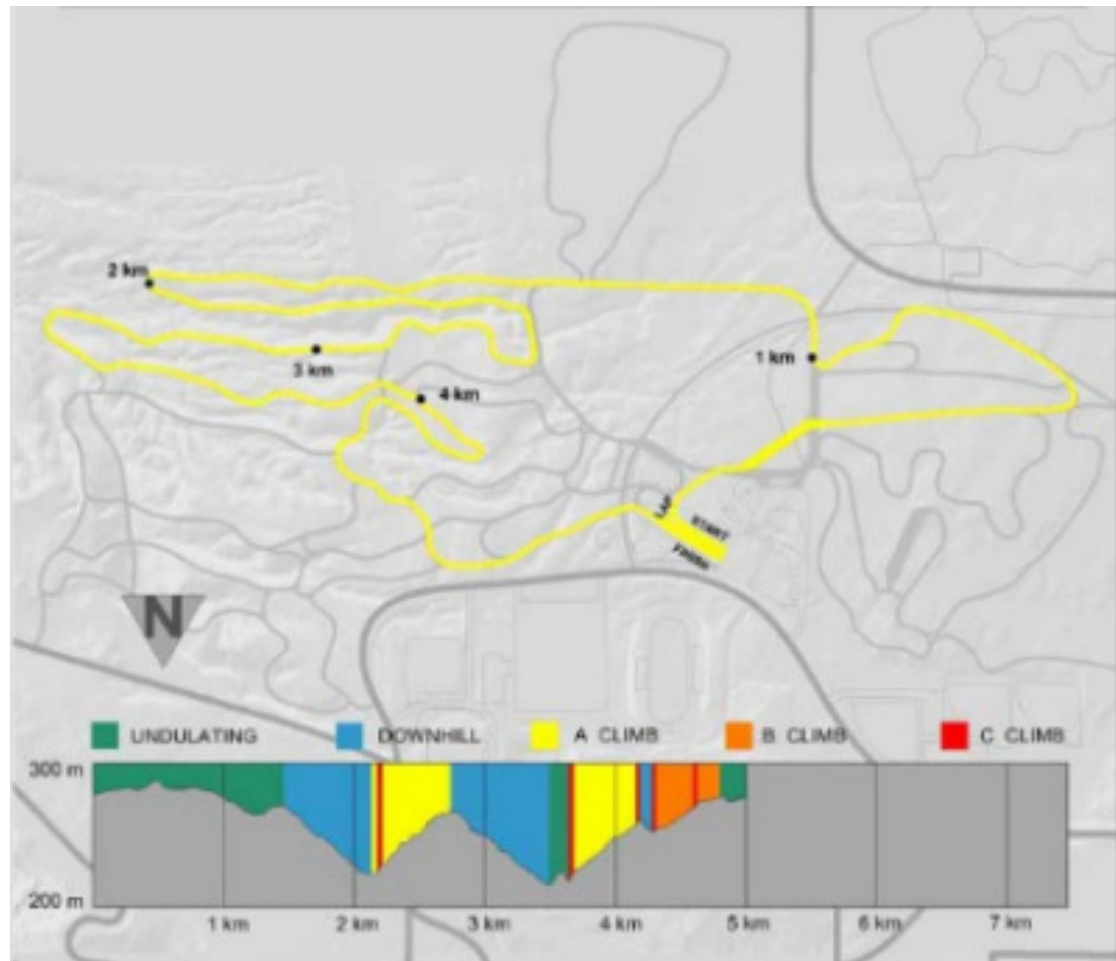 2 km
1 km
3 km
4 km
LAP
START
FINISH
N
UNDULATING DOWNHILL A CLIMB B CLIMB C CLIMB
300 m
200 m
1 km 2 km 3 km 4 km 5 km 6 km 7 km